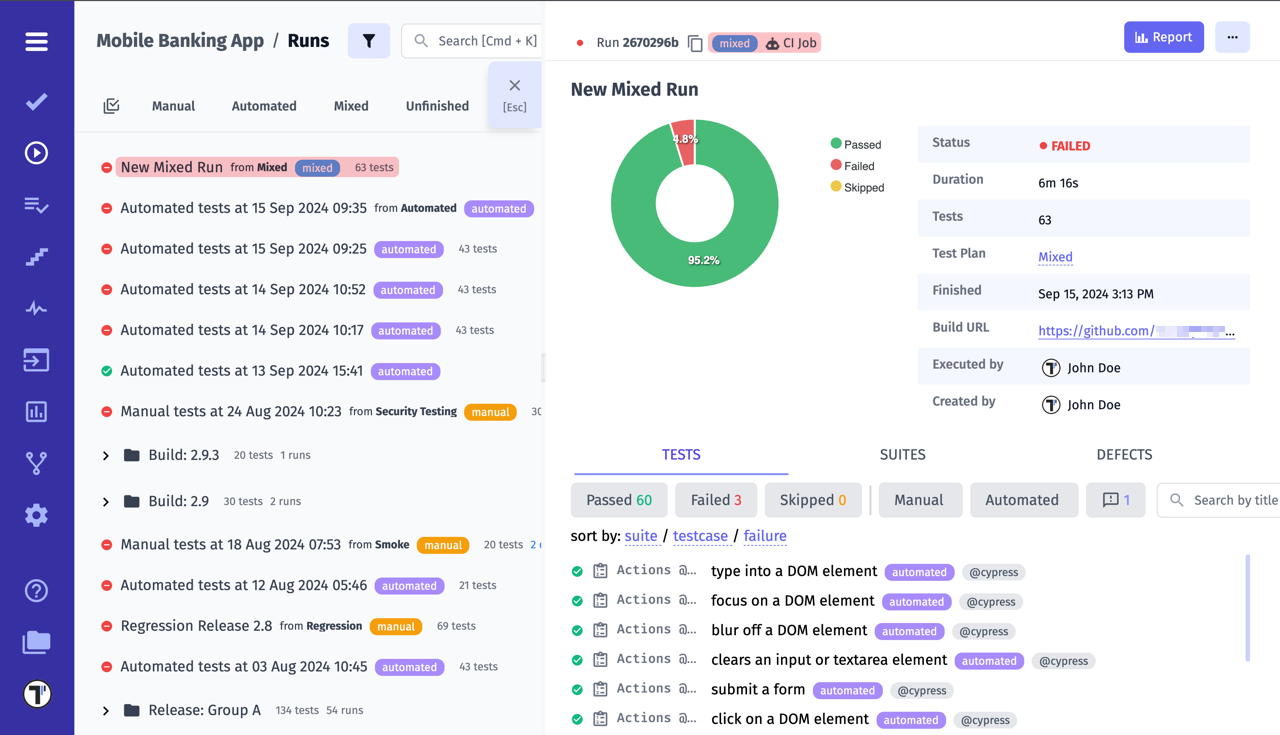 Mobile Banking App / Runs
Search [Cmd + K]
Manual Automated Mixed Unfinished
[Esc]
New Mixed Run from Mixed mixed 63 tests
Automated tests at 15 Sep 2024 09:35 from Automated automated
Automated tests at 15 Sep 2024 09:25 automated 43 tests
Automated tests at 14 Sep 2024 10:52 automated 43 tests
Automated tests at 14 Sep 2024 10:17 automated 43 tests
Automated tests at 13 Sep 2024 15:41 automated
Manual tests at 24 Aug 2024 10:23 from Security Testing manual 30
Build: 2.9.3 20 tests 1 runs
Build: 2.9 30 tests 2 runs
Manual tests at 18 Aug 2024 07:53 from Smoke manual 20 tests 2
Automated tests at 12 Aug 2024 05:46 automated 21 tests
Regression Release 2.8 from Regression manual 69 tests
Automated tests at 03 Aug 2024 10:45 automated 43 tests
Release: Group A 134 tests 54 runs
Run 2670296b mixed CI Job
Report
...
New Mixed Run
4.8%
95.2%
Passed
Failed
Skipped
Status FAILED
Duration 6m 16s
Tests 63
Test Plan Mixed
Finished Sep 15, 2024 3:13 PM
Build URL https://github.com/ ...
Executed by John Doe
Created by John Doe
TESTS SUITES DEFECTS
Passed 60 Failed 3 Skipped 0 Manual Automated 1 Search by title
sort by: suite / testcase / failure
Actions @... type into a DOM element automated @cypress
Actions @... focus on a DOM element automated @cypress
Actions @... blur off a DOM element automated @cypress
Actions @... clears an input or textarea element automated @cypress
Actions @... submit a form automated @cypress
Actions @... click on a DOM element automated @cypress